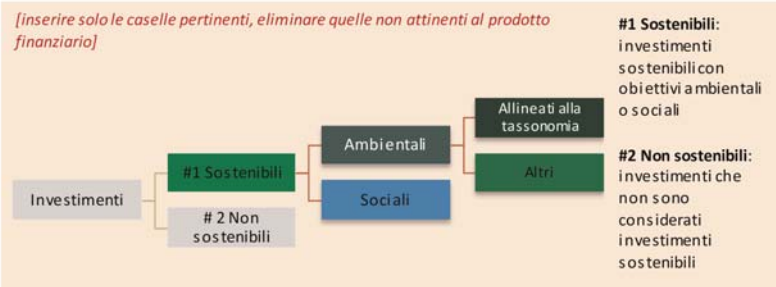 [inserire solo le caselle pertinenti, eliminare quelle non attinenti al prodotto
finanziario]
Investimenti
#1 Sostenibili
# 2 Non
sostenibili
Ambientali
Sociali
Allineati alla
tassonomia
Altri
#1 Sostenibili:
investimenti
sostenibili con
obiettivi ambientali
o sociali
#2 Non sostenibili:
investimenti che
non sono
considerati
investimenti
sostenibili